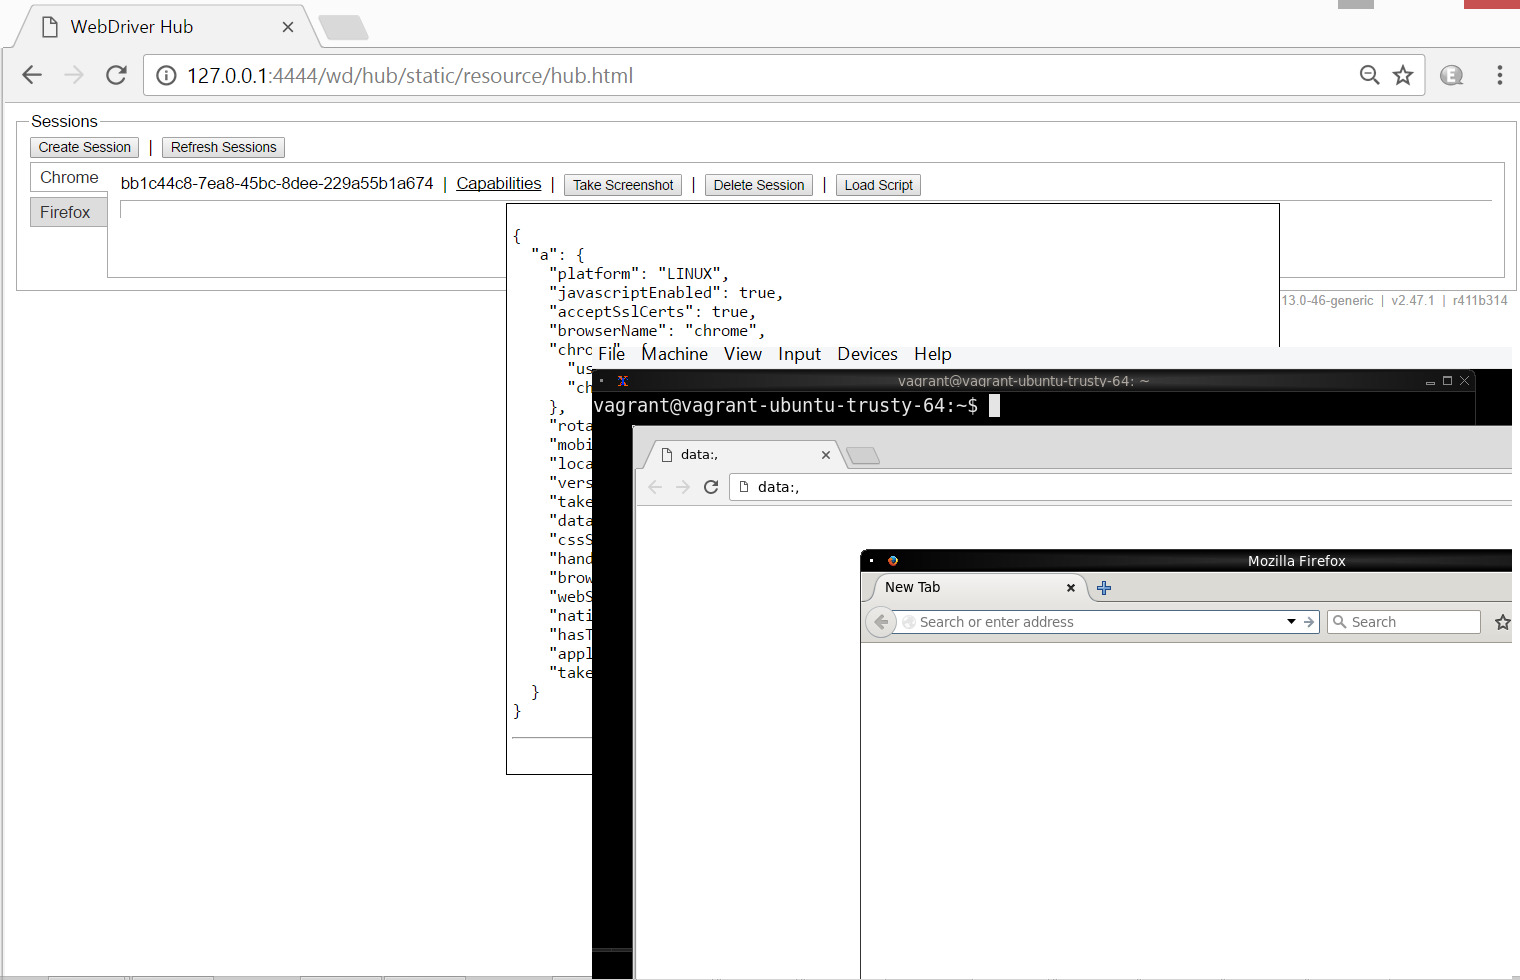 WebDriver Hub
127.0.0.1:4444/wd/hub/static/resource/hub.html
Sessions
Create Session | Refresh Sessions
Chrome
Firefox
bb1c44c8-7ea8-45bc-8dee-229a55b1a674 | Capabilities | Take Screenshot | Delete Session | Load Script
{
"a": {
"platform": "LINUX",
"javascriptEnabled": true,
"acceptSslCerts": true,
"browserName": "chrome",
"chro
"us
"ch
},
"rota
"mobi
"loca
"vers
"take
"data
"cssS
"hand
"brow
"webS
"nati
"hasT
"appl
"take
}
}
13.0-46-generic | v2.47.1 | r411b314
File Machine View Input Devices Help
vagrant@vagrant-ubuntu-trusty-64: ~
vagrant@vagrant-ubuntu-trusty-64:~$
data:,
data:,
Mozilla Firefox
New Tab
Search or enter address
Search